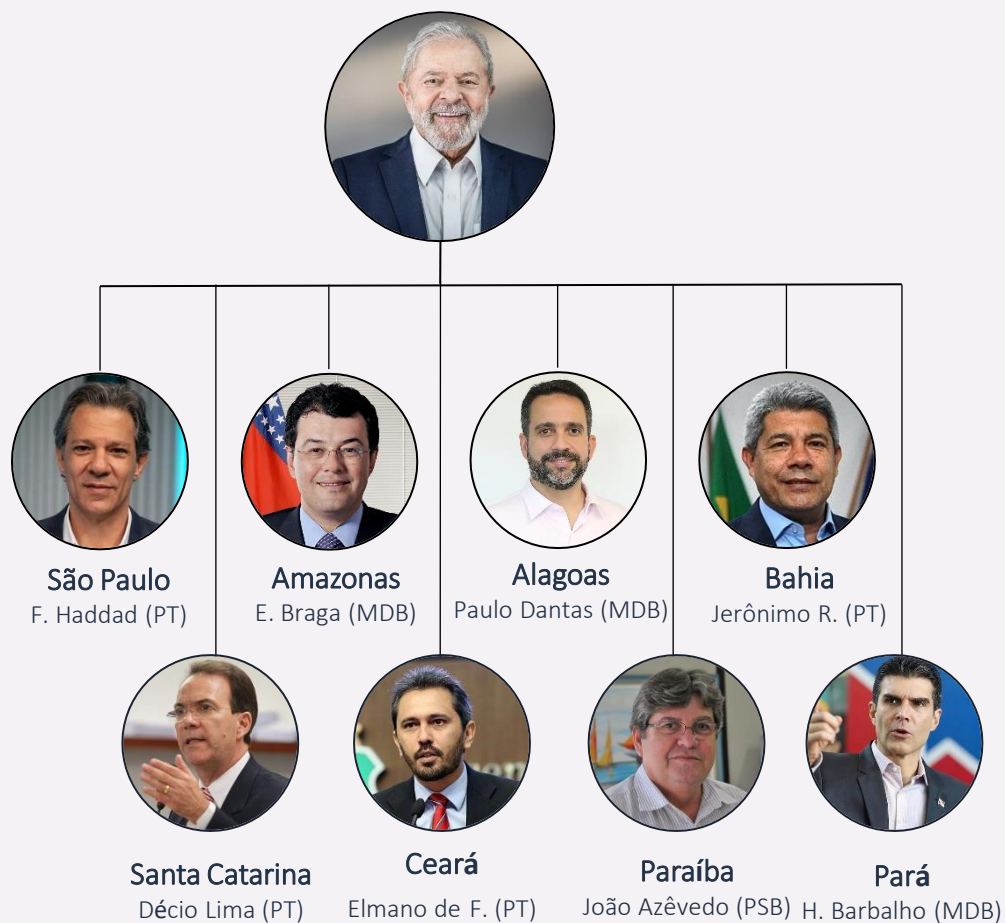 São Paulo
F. Haddad (PT)
Amazonas
E. Braga (MDB)
Alagoas
Paulo Dantas (MDB)
Bahia
Jerônimo R. (PT)
Santa Catarina
Décio Lima (PT)
Ceará
Elmano de F. (PT)
Paraíba
João Azêvedo (PSB)
Pará
H. Barbalho (MDB)